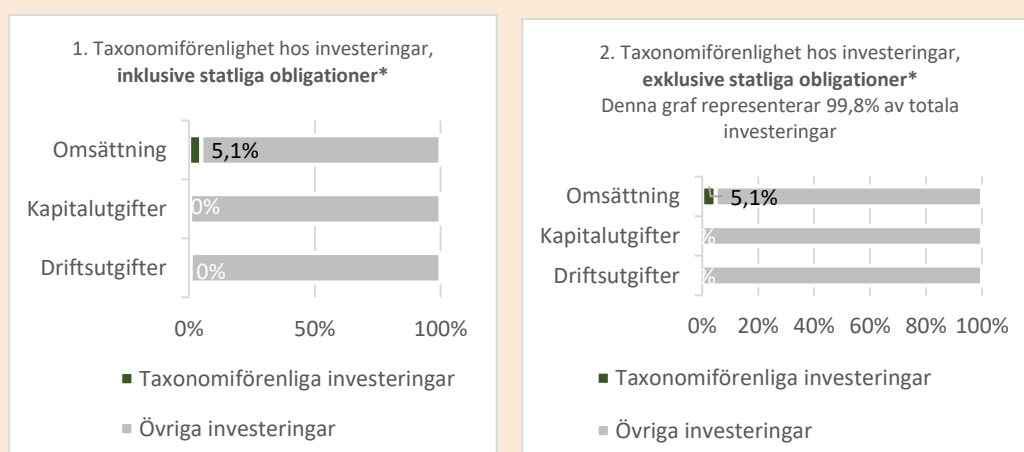 1. Taxonomiförenlighet hos investeringar,
inklusive statliga obligationer*
Omsättning
5,1%
Kapitalutgifter
0%
Driftsutgifter
0%
0% 50% 100%
Taxonomiförenliga investeringar
Övriga investeringar
2. Taxonomiförenlighet hos investeringar,
exklusive statliga obligationer*
Denna graf representerar 99,8% av totala
investeringar
Omsättning
5,1%
Kapitalutgifter
%
Driftsutgifter
%
0% 20% 40% 60% 80% 100%
Taxonomiförenliga investeringar
Övriga investeringar